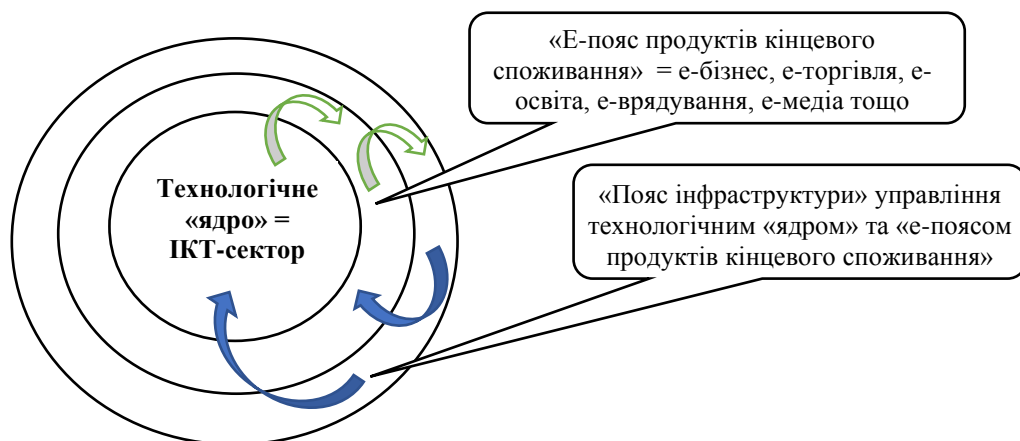 «Е-пояс продуктів кінцевого
споживання» = е-бізнес, е-торгівля, е-
освіта, е-врядування, е-медіа тощо
Технологічне
«ядро» =
ІКТ-сектор
«Пояс інфраструктури» управління
технологічним «ядром» та «е-поясом
продуктів кінцевого споживання»